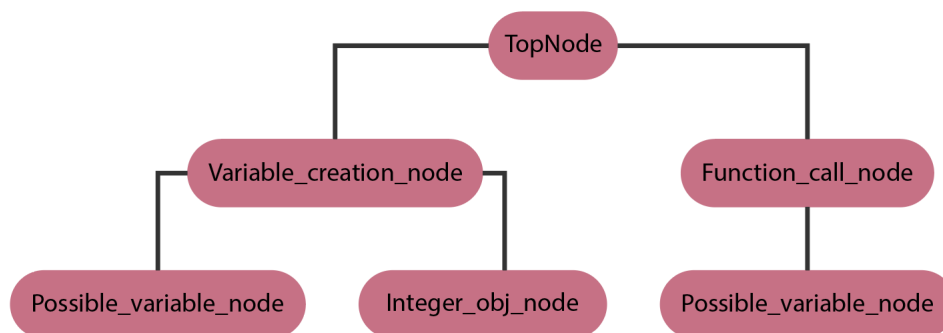 TopNode
Variable_creation_node
Function_call_node
Possible_variable_node
Integer_obj_node
Possible_variable_node